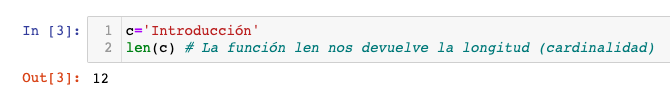 In [3]: 1 c='Introducción'
2 len(c) # La función len nos devuelve la longitud (cardinalidad)
Out[3]: 12